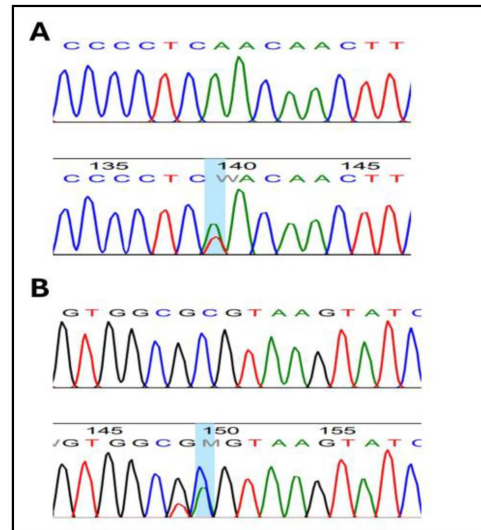 A
C C C C T C A A C A A C T T
135 140 145
C C C C T C W A C A A C T T
B
G T G G C G C G T A A G T A T C
145 150 155
G T G G C G M G T A A G T A T C